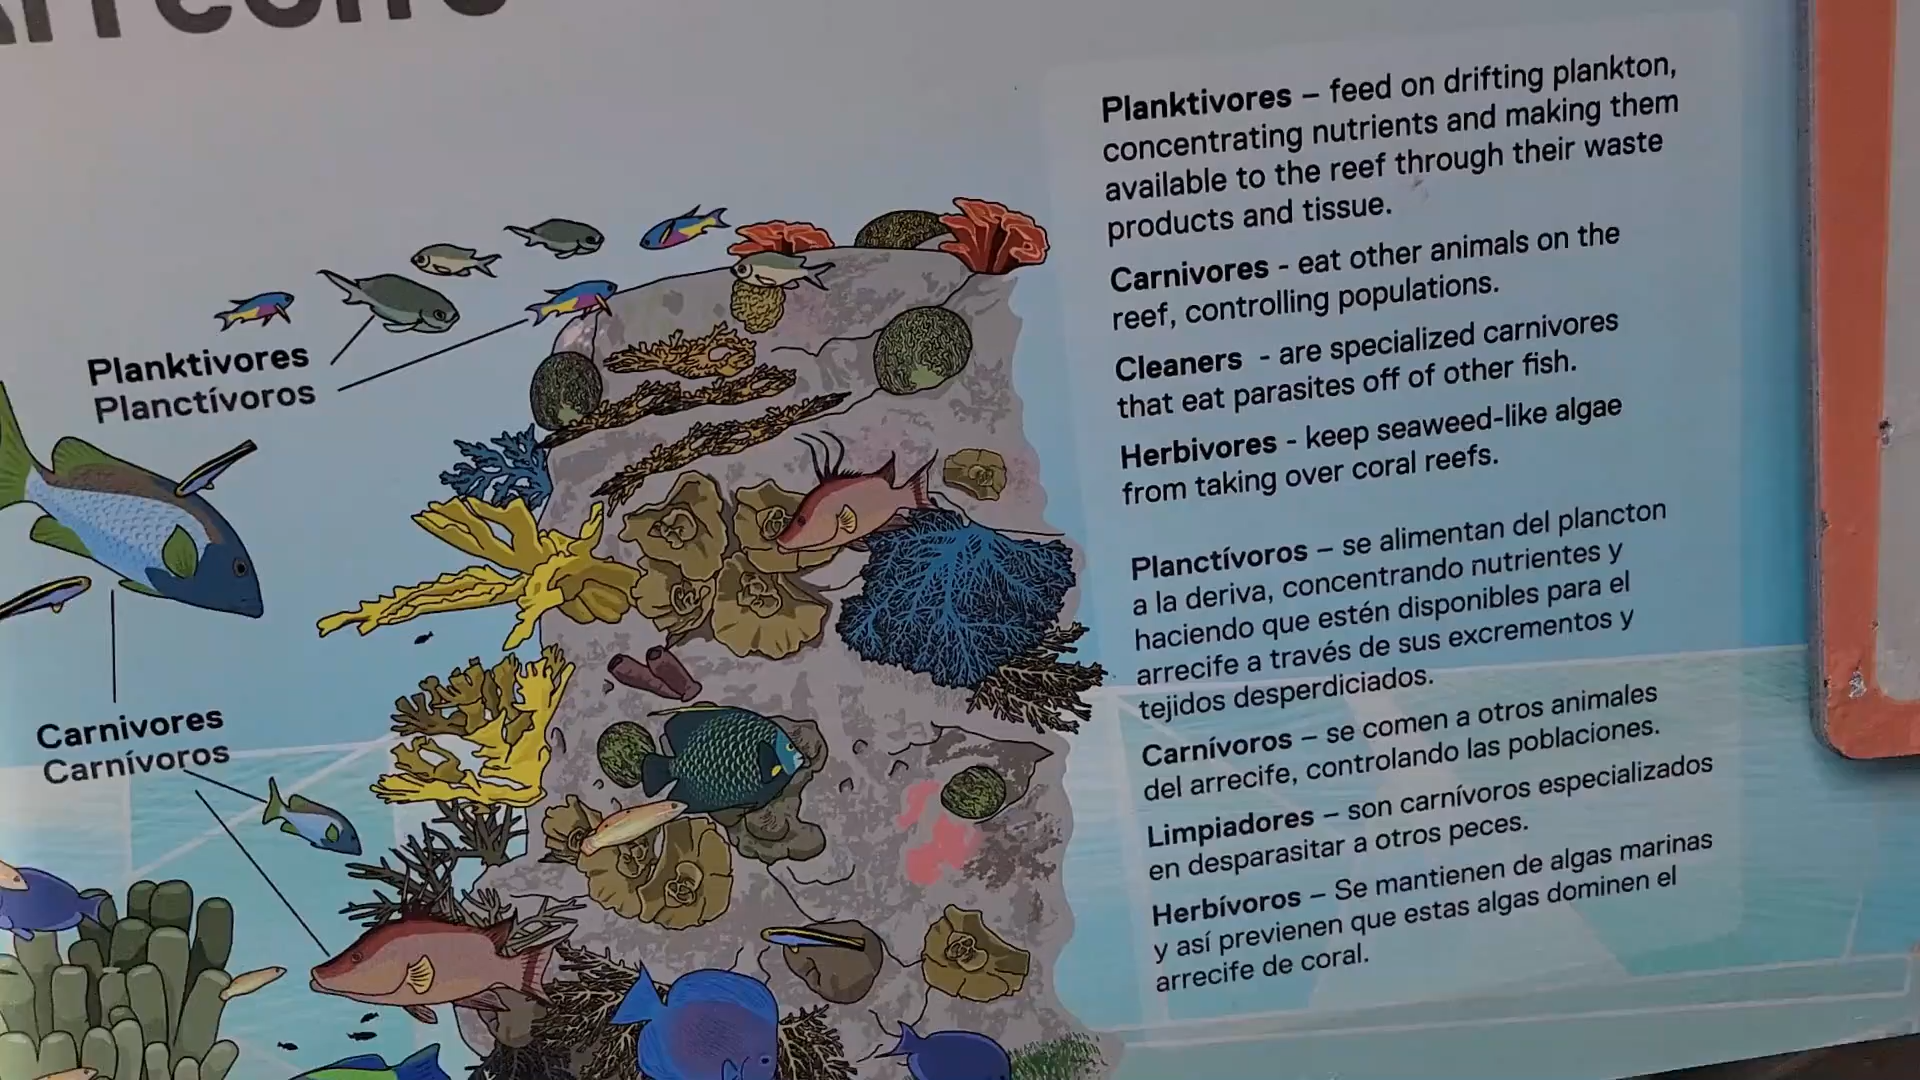 Planktivores
Planctívoros
Carnivores
Carnívoros
Planktivores – feed on drifting plankton,
concentrating nutrients and making them
available to the reef through their waste
products and tissue.
Carnivores - eat other animals on the
reef, controlling populations.
Cleaners - are specialized carnivores
that eat parasites off of other fish.
Herbivores - keep seaweed-like algae
from taking over coral reefs.
Planctívoros – se alimentan del plancton
a la deriva, concentrando nutrientes y
haciendo que estén disponibles para el
arrecife a través de sus excrementos y
tejidos desperdiciados.
Carnívoros – se comen a otros animales
del arrecife, controlando las poblaciones.
Limpiadores – son carnívoros especializados
en desparasitar a otros peces.
Herbívoros – Se mantienen de algas marinas
y así previenen que estas algas dominen el
arrecife de coral.